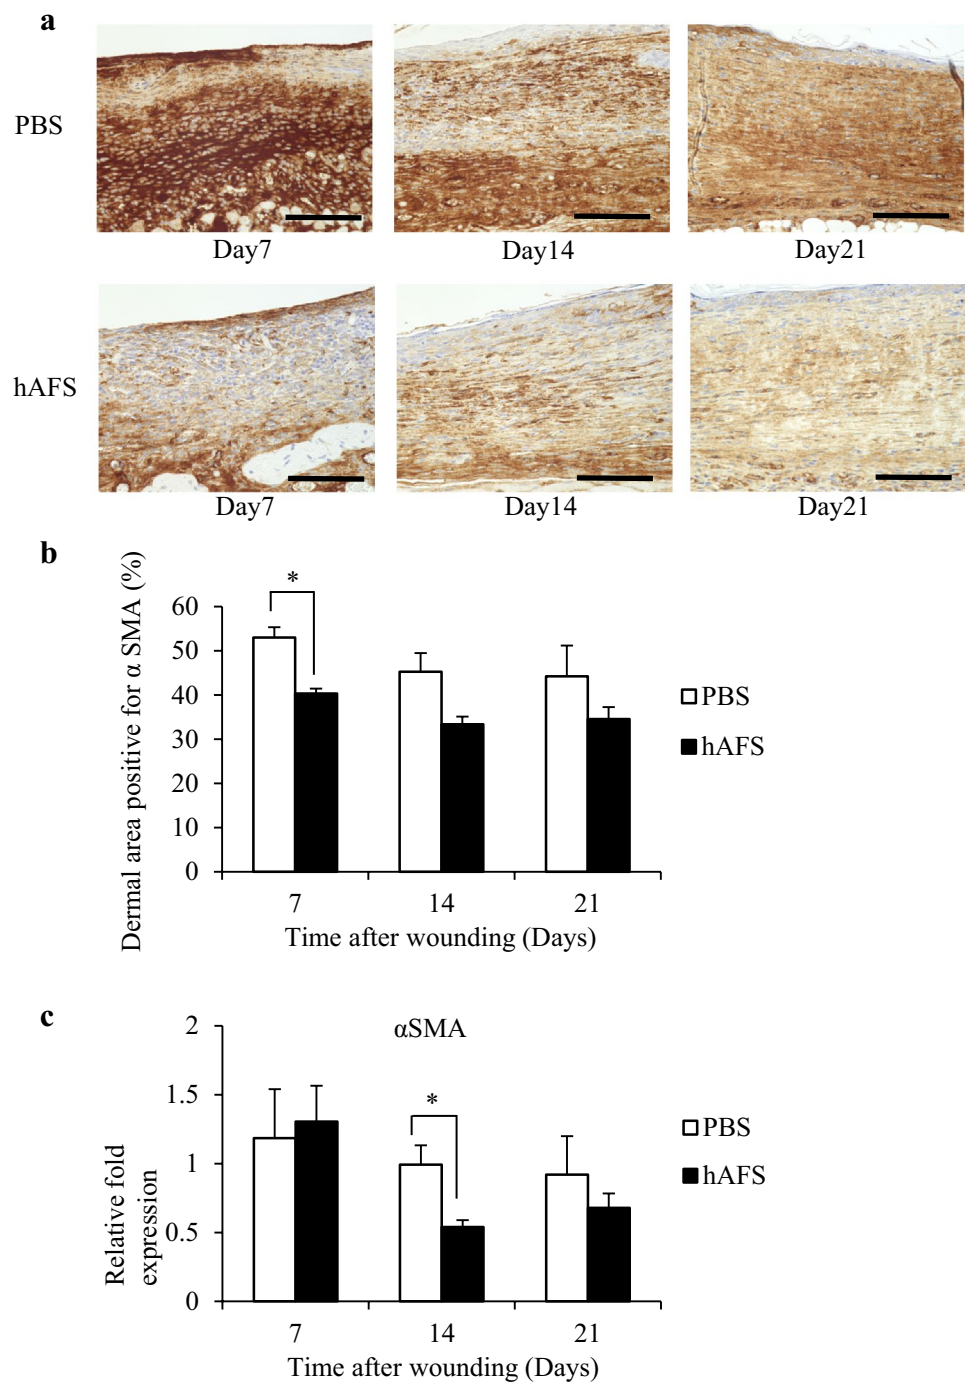 a
PBS
Day7
Day14
Day21
hAFS
Day7
Day14
Day21
b
Dermal area positive for α SMA (%)
60
50
40
30
20
10
0
*
PBS
hAFS
7
14
21
Time after wounding (Days)
c
αSMA
Relative fold
expression
2
1.5
1
0.5
0
*
PBS
hAFS
7
14
21
Time after wounding (Days)